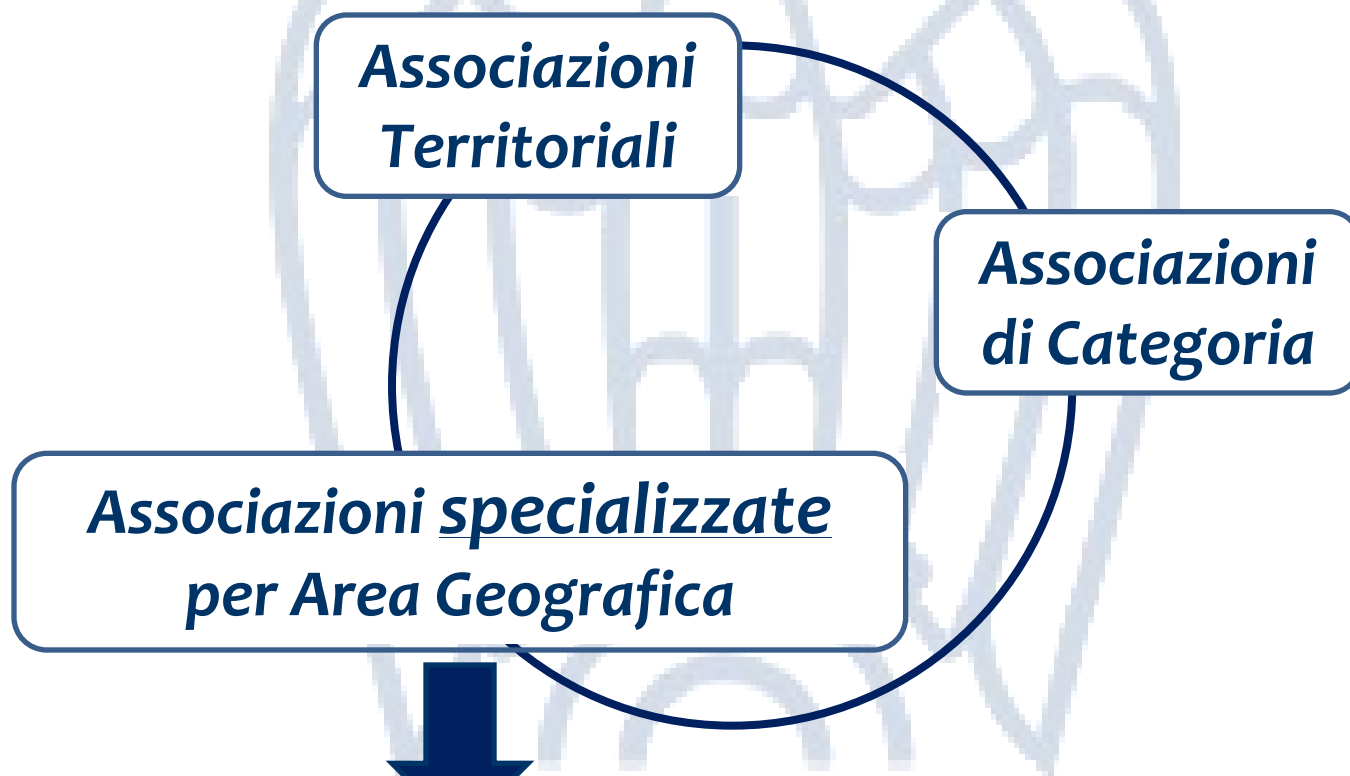 Associazioni
Territoriali
Associazioni
di Categoria
Associazioni specializzate
per Area Geografica